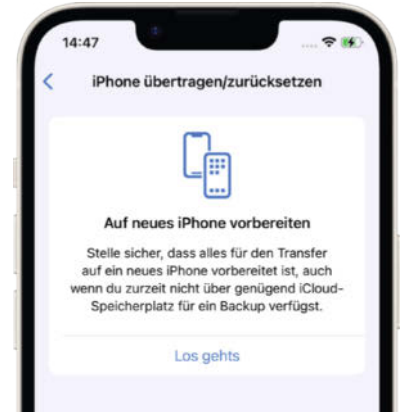 14:47
iPhone übertragen/zurücksetzen
Auf neues iPhone vorbereiten
Stelle sicher, dass alles für den Transfer
auf ein neues iPhone vorbereitet ist, auch
wenn du zurzeit nicht über genügend iCloud-
Speicherplatz für ein Backup verfügst.
Los gehts